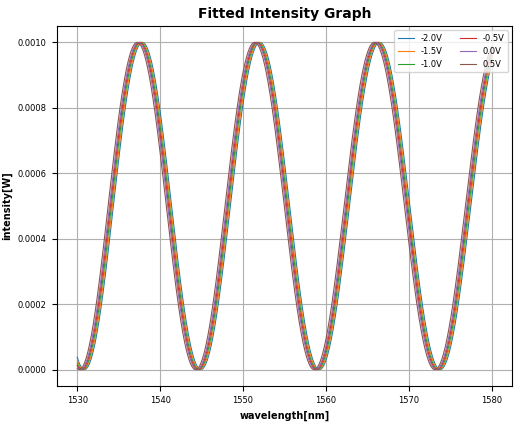 Fitted Intensity Graph
-2.0V -0.5V
-1.5V 0.0V
-1.0V 0.5V
0.0010
0.0008
0.0006
0.0004
0.0002
0.0000
intensity[W]
1530 1540 1550 1560 1570 1580
wavelength[nm]